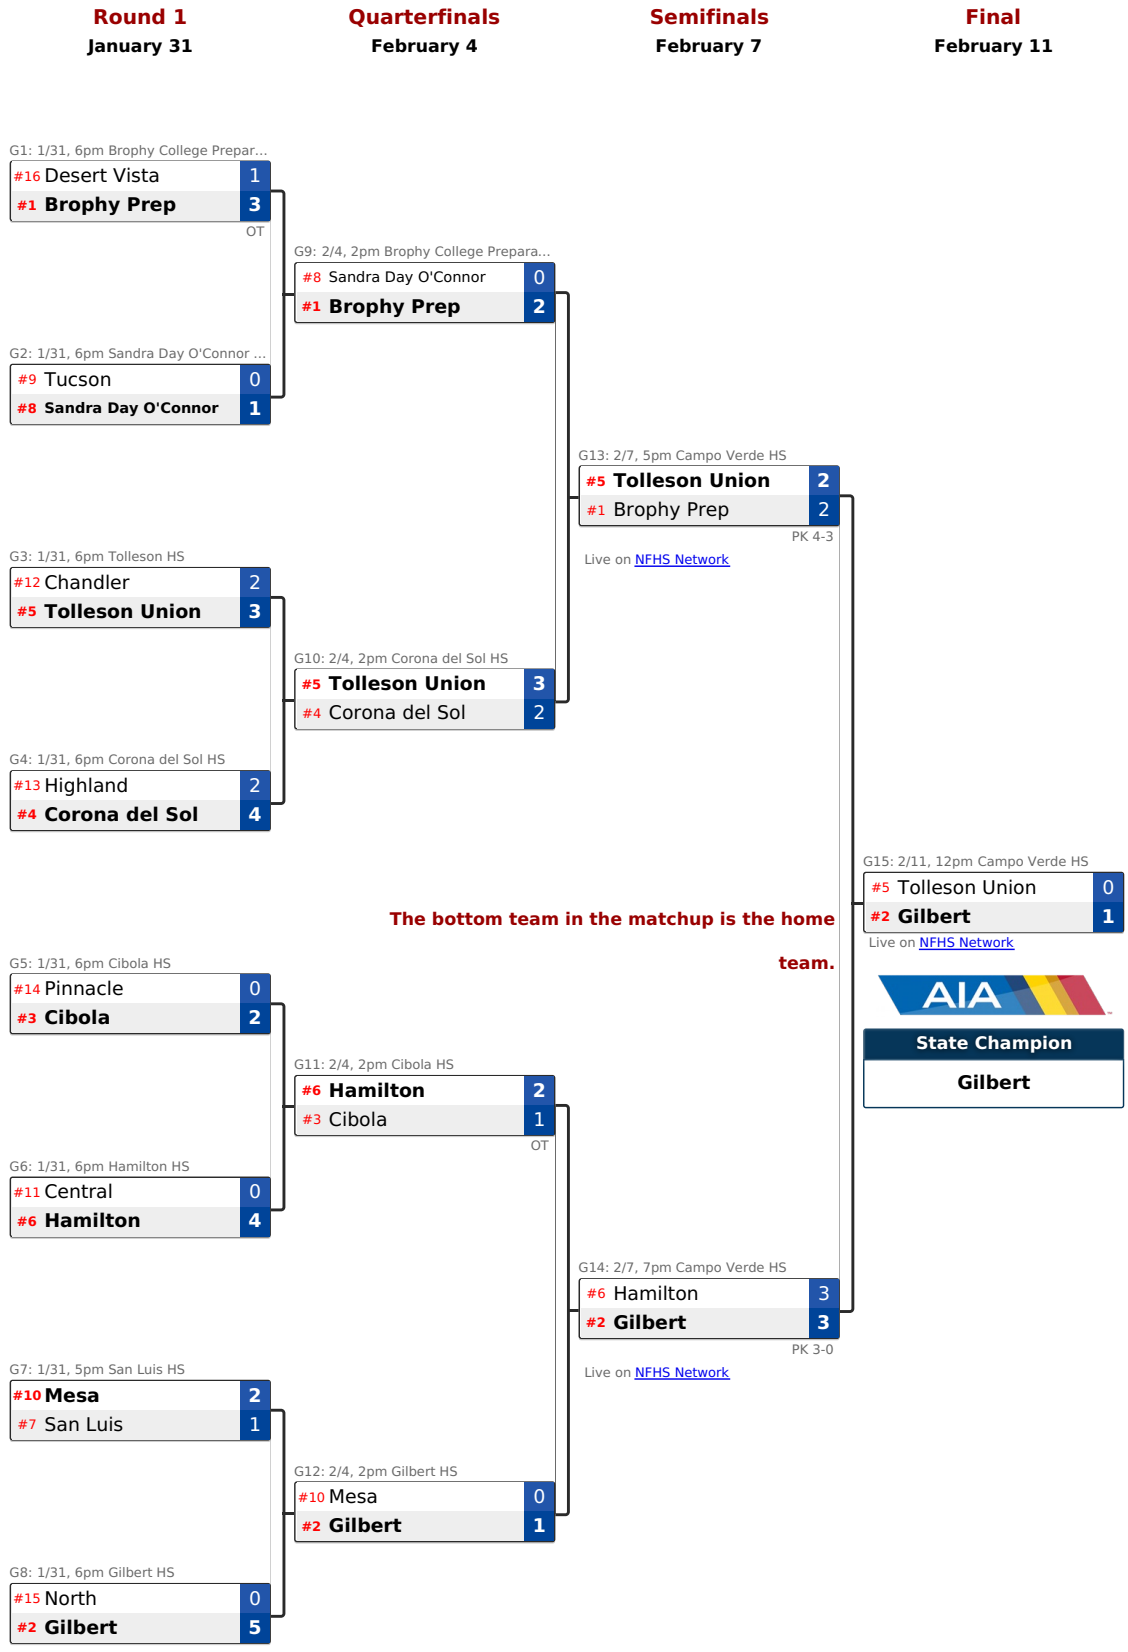 Round 1
January 31
Quarterfinals
February 4
Semifinals
February 7
Final
February 11
G1: 1/31, 6pm Brophy College Prepar...
#16 Desert Vista 1
#1 Brophy Prep 3
OT
G2: 1/31, 6pm Sandra Day O'Connor ...
#9 Tucson 0
#8 Sandra Day O'Connor 1
G3: 1/31, 6pm Tolleson HS
#12 Chandler 2
#5 Tolleson Union 3
G4: 1/31, 6pm Corona del Sol HS
#13 Highland 2
#4 Corona del Sol 4
G5: 1/31, 6pm Cibola HS
#14 Pinnacle 0
#3 Cibola 2
G6: 1/31, 6pm Hamilton HS
#11 Central 0
#6 Hamilton 4
G7: 1/31, 5pm San Luis HS
#10 Mesa 2
#7 San Luis 1
G8: 1/31, 6pm Gilbert HS
#15 North 0
#2 Gilbert 5
G9: 2/4, 2pm Brophy College Prepara...
#8 Sandra Day O'Connor 0
#1 Brophy Prep 2
G10: 2/4, 2pm Corona del Sol HS
#5 Tolleson Union 3
#4 Corona del Sol 2
G11: 2/4, 2pm Cibola HS
#6 Hamilton 2
#3 Cibola 1
OT
G12: 2/4, 2pm Gilbert HS
#10 Mesa 0
#2 Gilbert 1
G13: 2/7, 5pm Campo Verde HS
#5 Tolleson Union 2
#1 Brophy Prep 2
PK 4-3
Live on NFHS Network
The bottom team in the matchup is the home
team.
G14: 2/7, 7pm Campo Verde HS
#6 Hamilton 3
#2 Gilbert 3
PK 3-0
Live on NFHS Network
G15: 2/11, 12pm Campo Verde HS
#5 Tolleson Union 0
#2 Gilbert 1
Live on NFHS Network
AIA
State Champion
Gilbert